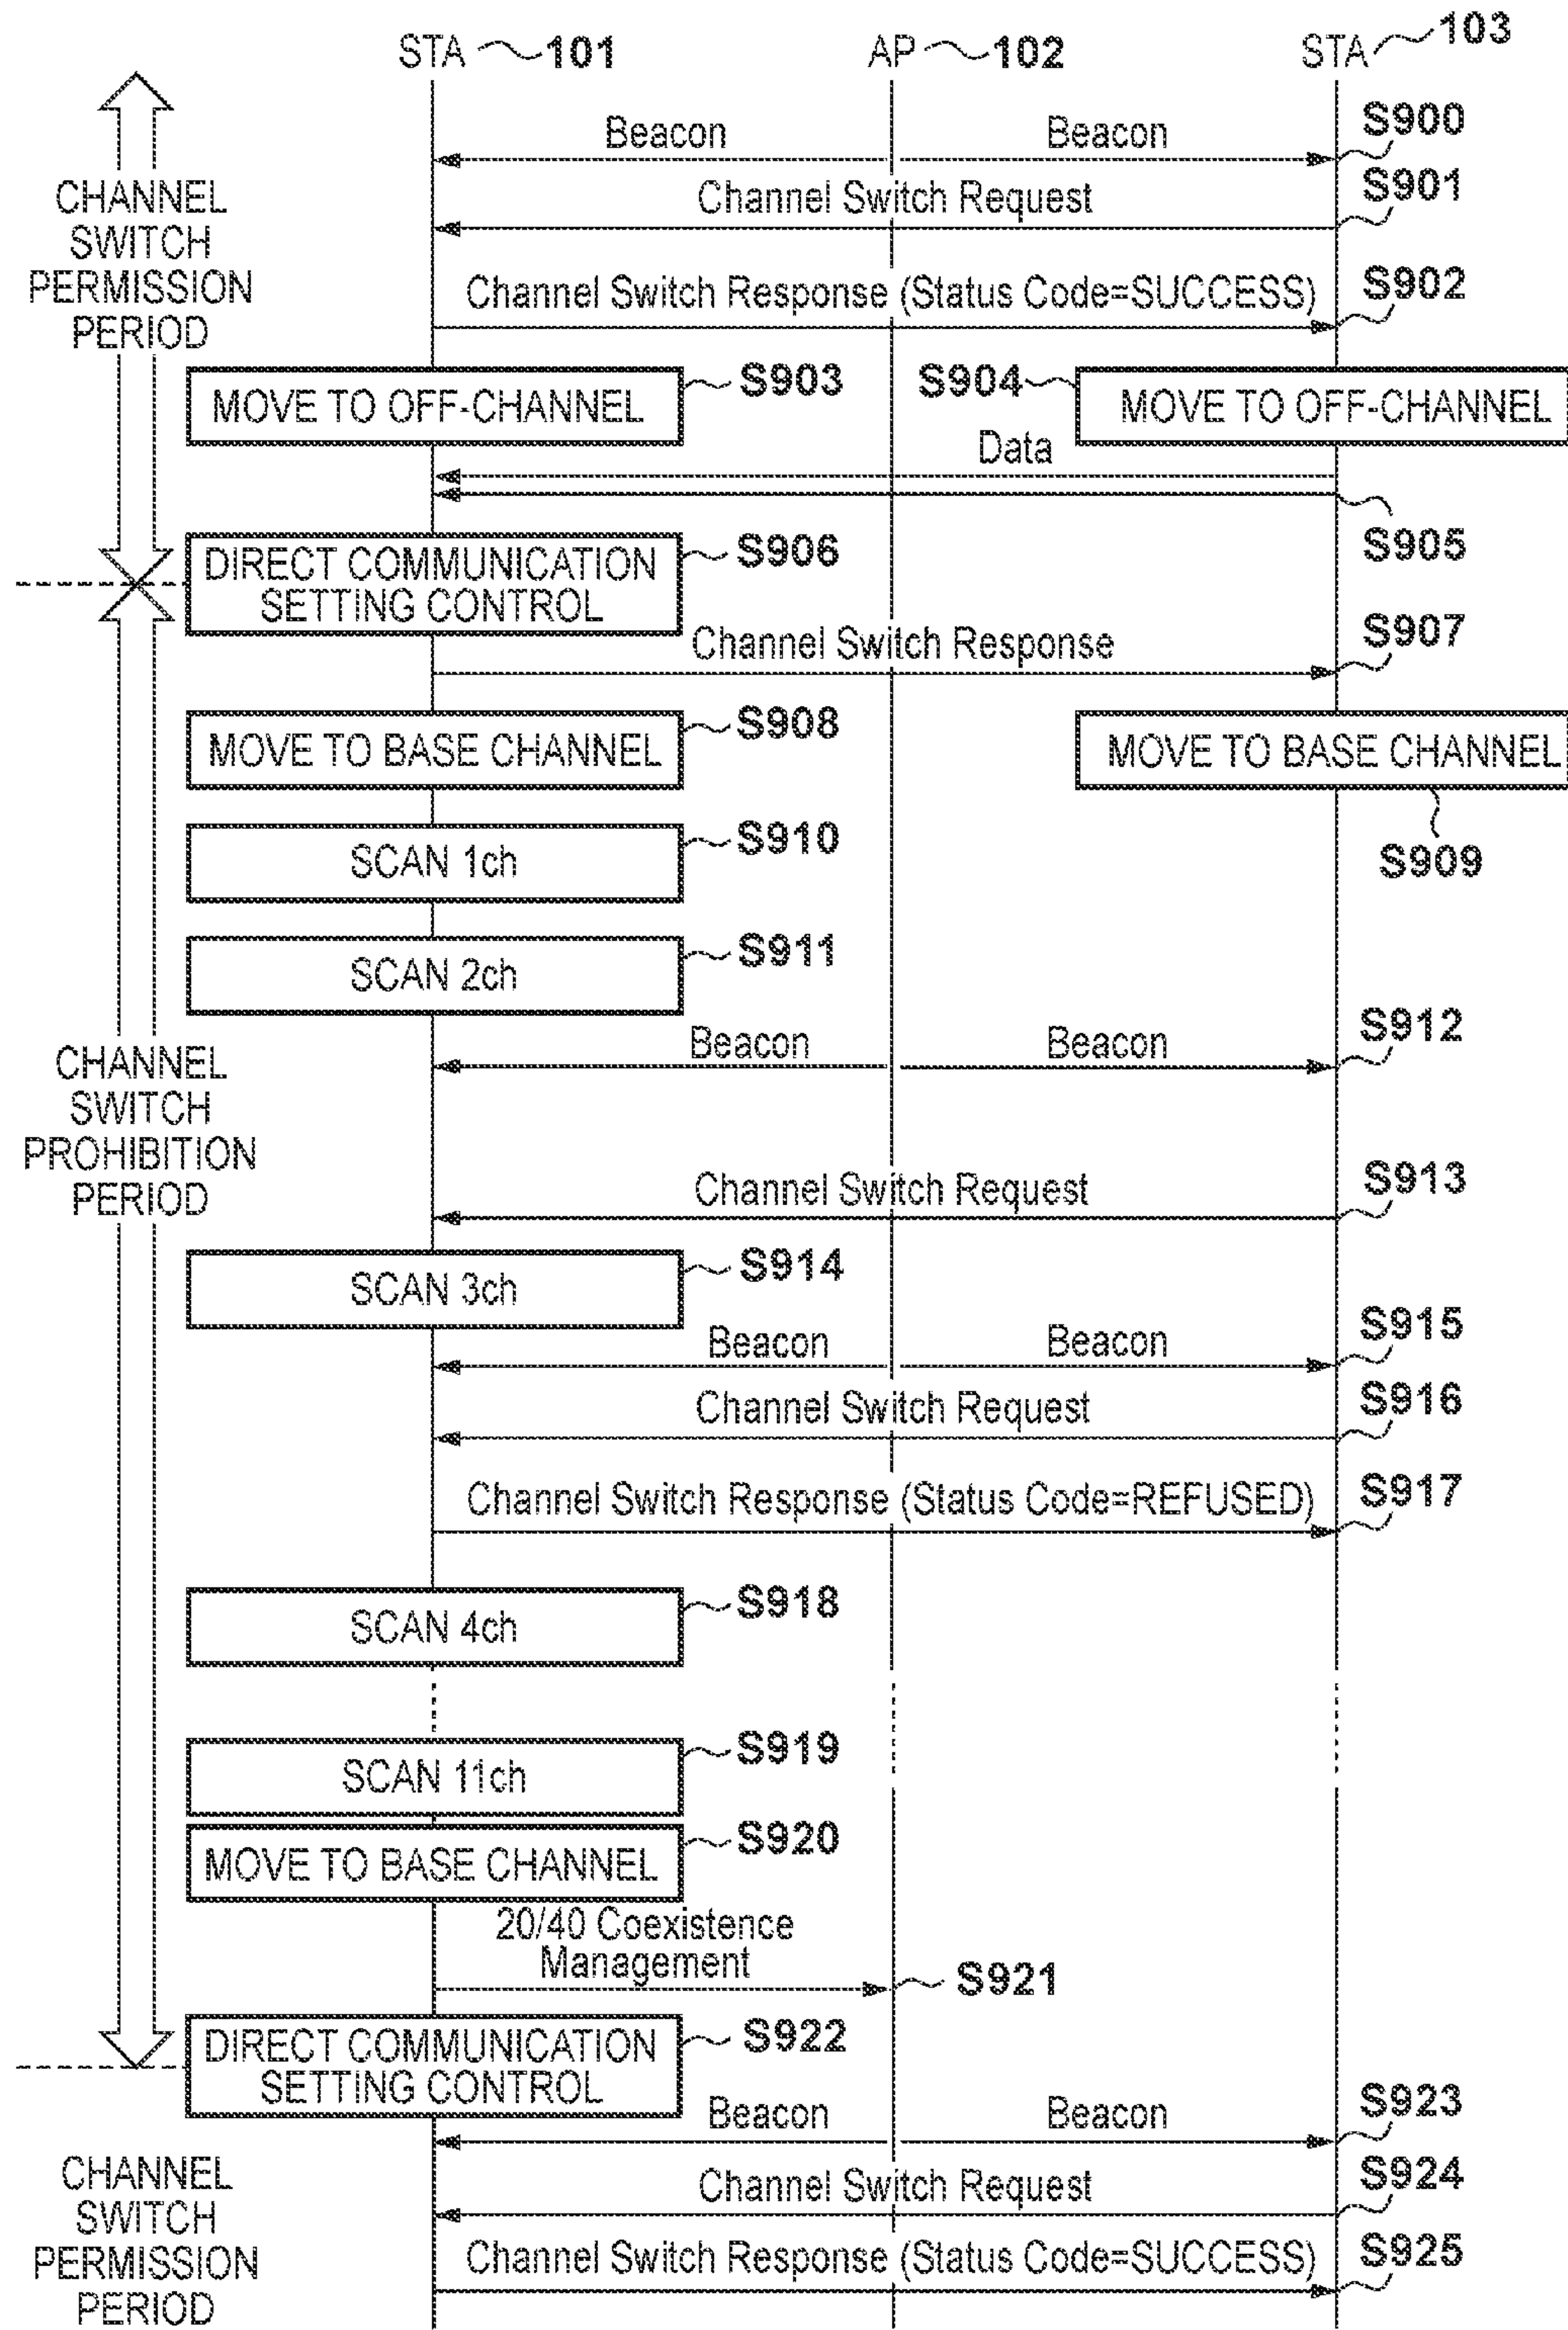 STA 101
AP 102
STA 103
Beacon
Beacon
S900
CHANNEL
SWITCH
PERMISSION
PERIOD
Channel Switch Request
S901
Channel Switch Response (Status Code=SUCCESS)
S902
MOVE TO OFF-CHANNEL
S903
S904
MOVE TO OFF-CHANNEL
Data
S905
DIRECT COMMUNICATION
SETTING CONTROL
S906
Channel Switch Response
S907
MOVE TO BASE CHANNEL
S908
MOVE TO BASE CHANNEL
S909
SCAN 1ch
S910
SCAN 2ch
S911
CHANNEL
SWITCH
PROHIBITION
PERIOD
Beacon
Beacon
S912
Channel Switch Request
S913
SCAN 3ch
S914
Beacon
Beacon
S915
Channel Switch Request
S916
Channel Switch Response (Status Code=REFUSED)
S917
SCAN 4ch
S918
SCAN 11ch
S919
MOVE TO BASE CHANNEL
S920
20/40 Coexistence
Management
S921
DIRECT COMMUNICATION
SETTING CONTROL
S922
Beacon
Beacon
S923
CHANNEL
SWITCH
PERMISSION
PERIOD
Channel Switch Request
S924
Channel Switch Response (Status Code=SUCCESS)
S925